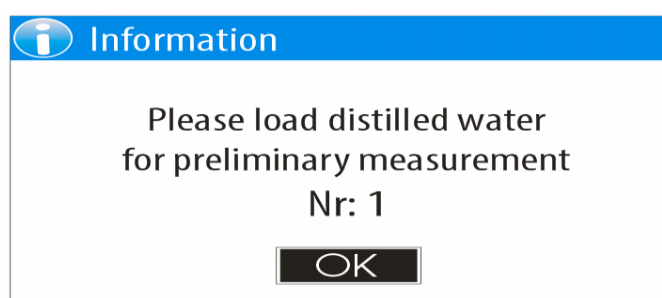 Information
Please load distilled water
for preliminary measurement
Nr: 1
OK